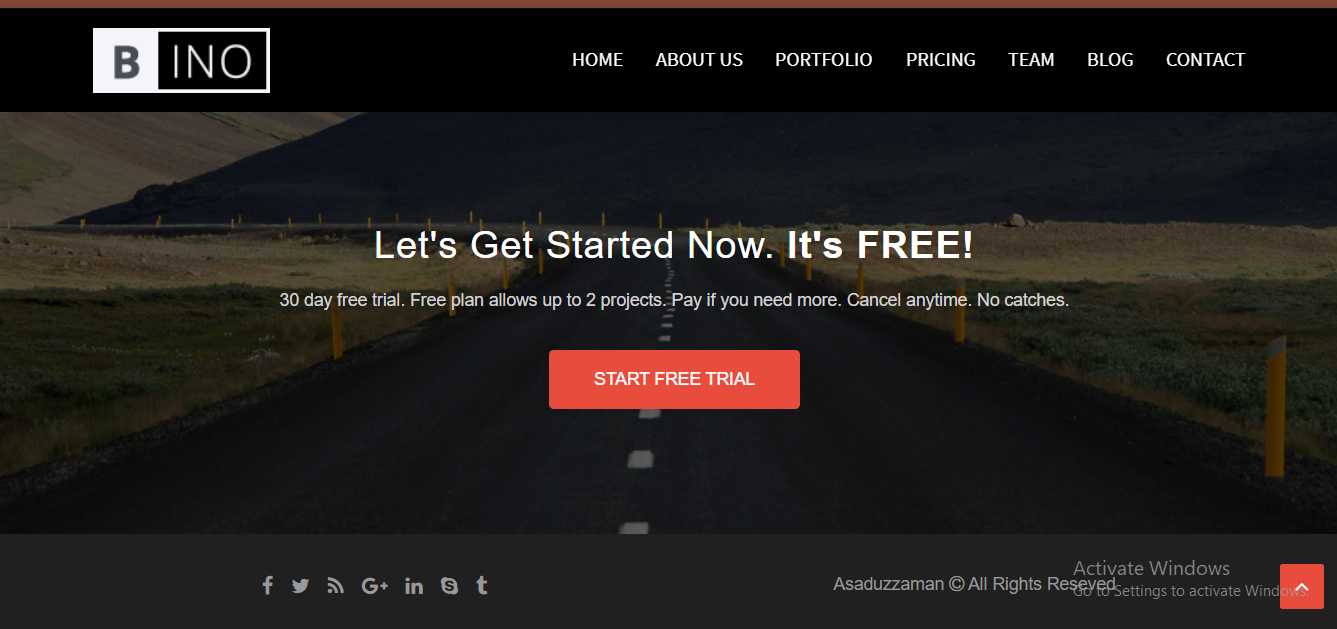 B INO
HOME ABOUT US PORTFOLIO PRICING TEAM BLOG CONTACT
Let's Get Started Now. It's FREE!
30 day free trial. Free plan allows up to 2 projects. Pay if you need more. Cancel anytime. No catches.
START FREE TRIAL
Asaduzzaman © All Rights Reseved
Activate Windows
Go to Settings to activate Windows.